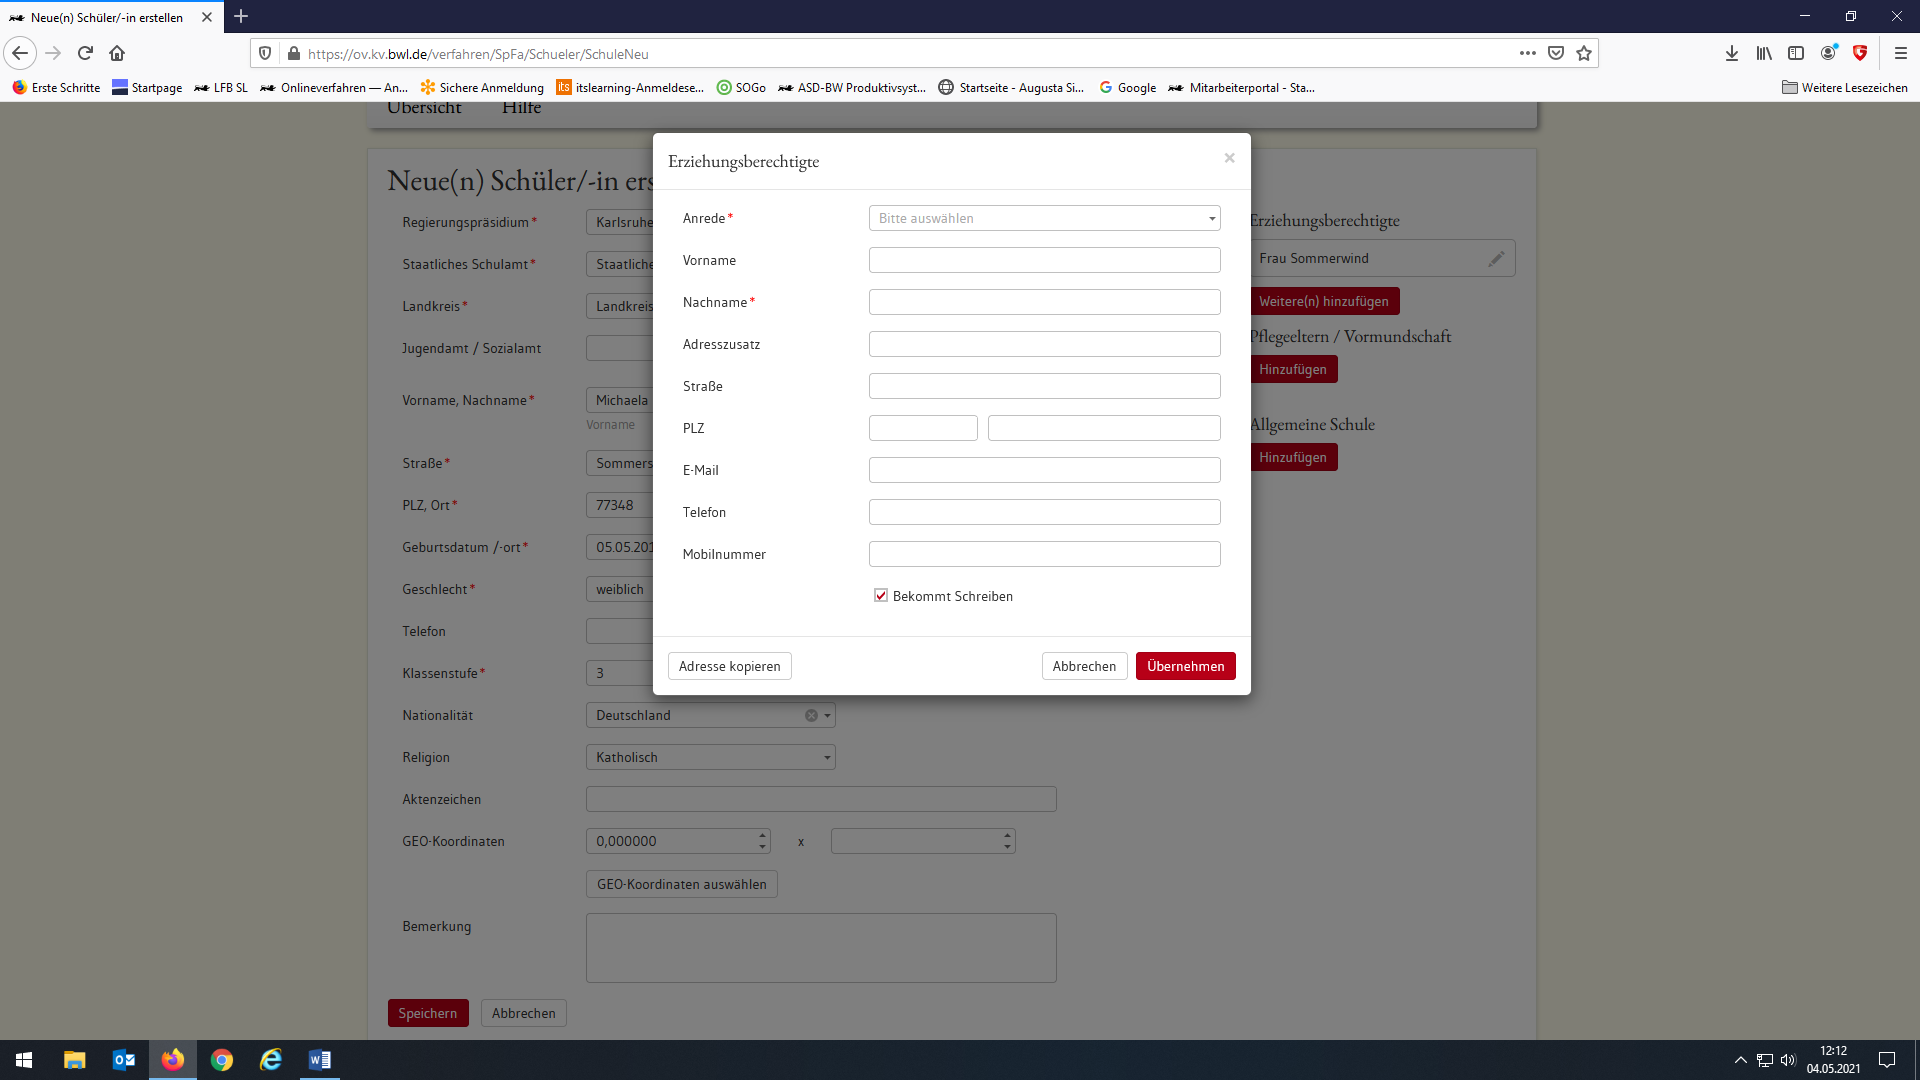 Neue(n) Schüler/-in erstellen
https://ov.kv.bwl.de/verfahren/SpFa/Schueler/SchuleNeu
Erste Schritte
Startpage
LFB SL
Onlineverfahren — An...
Sichere Anmeldung
itslearning-Anmeldese...
SOGo
ASD-BW Produktivsyst...
Startseite - Augusta Si...
Google
Mitarbeiterportal - Sta...
Weitere Lesezeichen
Übersicht Hilfe
Neue(n) Schüler/-in ers
Regierungspräsidium* Karlsruhe
Staatliches Schulamt* Staatliche
Landkreis* Landkreis
Jugendamt / Sozialamt
Vorname, Nachname* Michaela
Vorname
Straße* Sommers
PLZ, Ort* 77348
Geburtsdatum /-ort* 05.05.201
Geschlecht* weiblich
Telefon
Klassenstufe* 3
Nationalität Deutschland
Religion Katholisch
Aktenzeichen
GEO-Koordinaten 0,000000 x
GEO-Koordinaten auswählen
Bemerkung
Speichern Abbrechen
Erziehungsberechtigte ×
Anrede* Bitte auswählen
Vorname
Nachname*
Adresszusatz
Straße
PLZ
E-Mail
Telefon
Mobilnummer
Bekommt Schreiben
Adresse kopieren Abbrechen Übernehmen
Erziehungsberechtigte
Frau Sommerwind
Weitere(n) hinzufügen
Pflegeeltern / Vormundschaft
Hinzufügen
Allgemeine Schule
Hinzufügen
12:12
04.05.2021